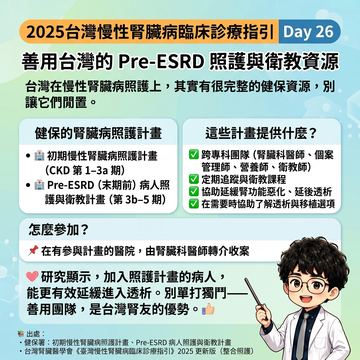 2025台灣慢性腎臟病臨床診療指引 Day 26
善用台灣的 Pre-ESRD 照護與衛教資源
台灣在慢性腎臟病照護上，其實有很完整的健保資源，別
讓它們閒置。
健保的腎臟病照護計畫
• 🏥 初期慢性腎臟病照護計畫
(CKD 第 1–3a 期)
• 🏥 Pre-ESRD（末期前）病人照
護與衛教計畫（第 3b–5 期）
這些計畫提供什麼？
✅ 跨專科團隊（腎臟科醫師、個案
管理師、營養師、衛教師）
✅ 定期追蹤與衛教課程
✅ 協助延緩腎功能惡化、延後透析
✅ 在需要時協助了解透析與移植選項
怎麼參加？
📌 在有參與計畫的醫院，由腎臟科醫師轉介收案
🩷 研究顯示，加入照護計畫的病人，
能更有效延緩進入透析。別單打獨鬥——
善用團隊，是台灣腎友的優勢。👍
📚 出處：
・健保署：初期慢性腎臟病照護計畫、Pre-ESRD 病人照護與衛教計畫
・台灣腎臟醫學會《臺灣慢性腎臟病臨床診療指引》2025 更新版（整合照護）